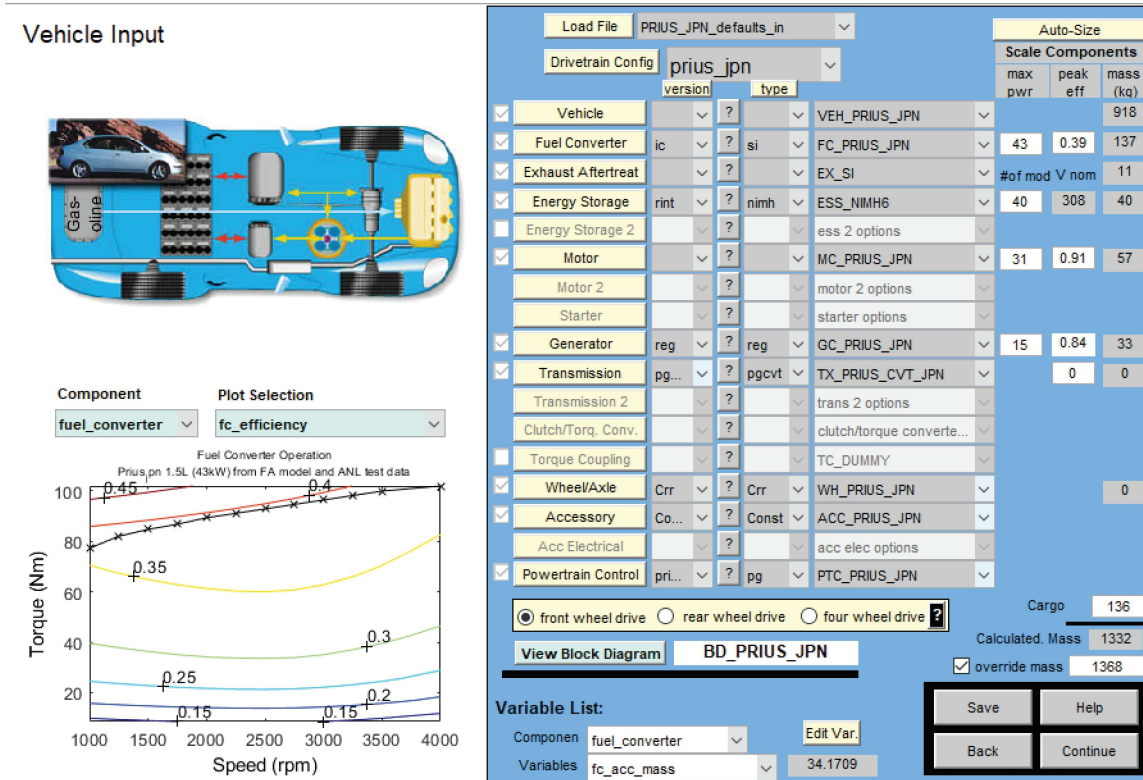 Vehicle Input
Gas-
oline
Component Plot Selection
fuel_converter fc_efficiency
Fuel Converter Operation
Prius_jpn 1.5L (43kW) from FA model and ANL test data
Torque (Nm)
100
80
60
40
20
0.45
0.4
0.35
0.3
0.25
0.2
0.15 0.15
1000 1500 2000 2500 3000 3500 4000
Speed (rpm)
Load File PRIUS_JPN_defaults_in
Drivetrain Config prius_jpn
version type
Auto-Size
Scale Components
max peak mass
pwr eff (kg)
Vehicle ? VEH_PRIUS_JPN 918
Fuel Converter ic ? si FC_PRIUS_JPN 43 0.39 137
Exhaust Aftertreat ? EX_SI #of mod V nom 11
Energy Storage rint ? nimh ESS_NIMH6 40 308 40
Energy Storage 2 ? ess 2 options
Motor ? MC_PRIUS_JPN 31 0.91 57
Motor 2 ? motor 2 options
Starter ? starter options
Generator reg ? reg GC_PRIUS_JPN 15 0.84 33
Transmission pg... ? pgcvt TX_PRIUS_CVT_JPN 0 0
Transmission 2 ? trans 2 options
Clutch/Torq. Conv. ? clutch/torque converte...
Torque Coupling ? TC_DUMMY
Wheel/Axle Crr ? Crr WH_PRIUS_JPN 0
Accessory Co... ? Const ACC_PRIUS_JPN
Acc Electrical ? acc elec options
Powertrain Control pri... ? pg PTC_PRIUS_JPN
front wheel drive rear wheel drive four wheel drive ?
Cargo 136
Calculated. Mass 1332
override mass 1368
View Block Diagram BD_PRIUS_JPN
Variable List:
Componen fuel_converter Edit Var.
Variables fc_acc_mass 34.1709
Save Help
Back Continue